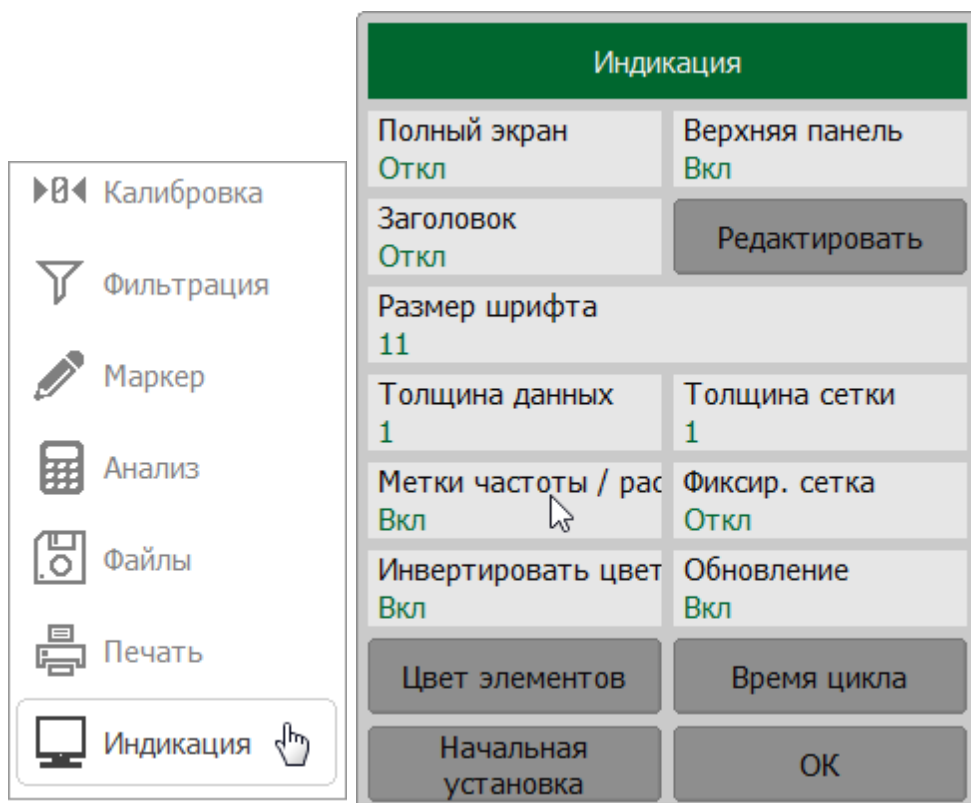 Калибровка
Фильтрация
Маркер
Анализ
Файлы
Печать
Индикация
Индикация
Полный экран
Откл
Верхняя панель
Вкл
Заголовок
Откл
Редактировать
Размер шрифта
11
Толщина данных
1
Толщина сетки
1
Метки частоты / рас
Вкл
Фиксир. сетка
Откл
Инвертировать цвет
Вкл
Обновление
Вкл
Цвет элементов
Время цикла
Начальная
установка
ОК